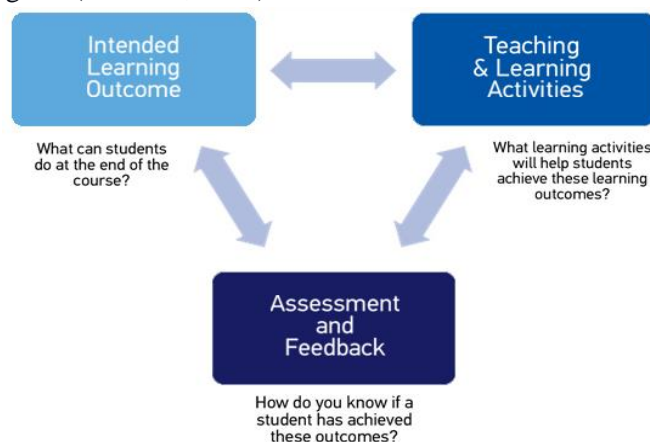 Intended
Learning
Outcome
Teaching
& Learning
Activities
What can students
do at the end of the
course?
What learning activities
will help students
achieve these learning
outcomes?
Assessment
and
Feedback
How do you know if a
student has achieved
these outcomes?